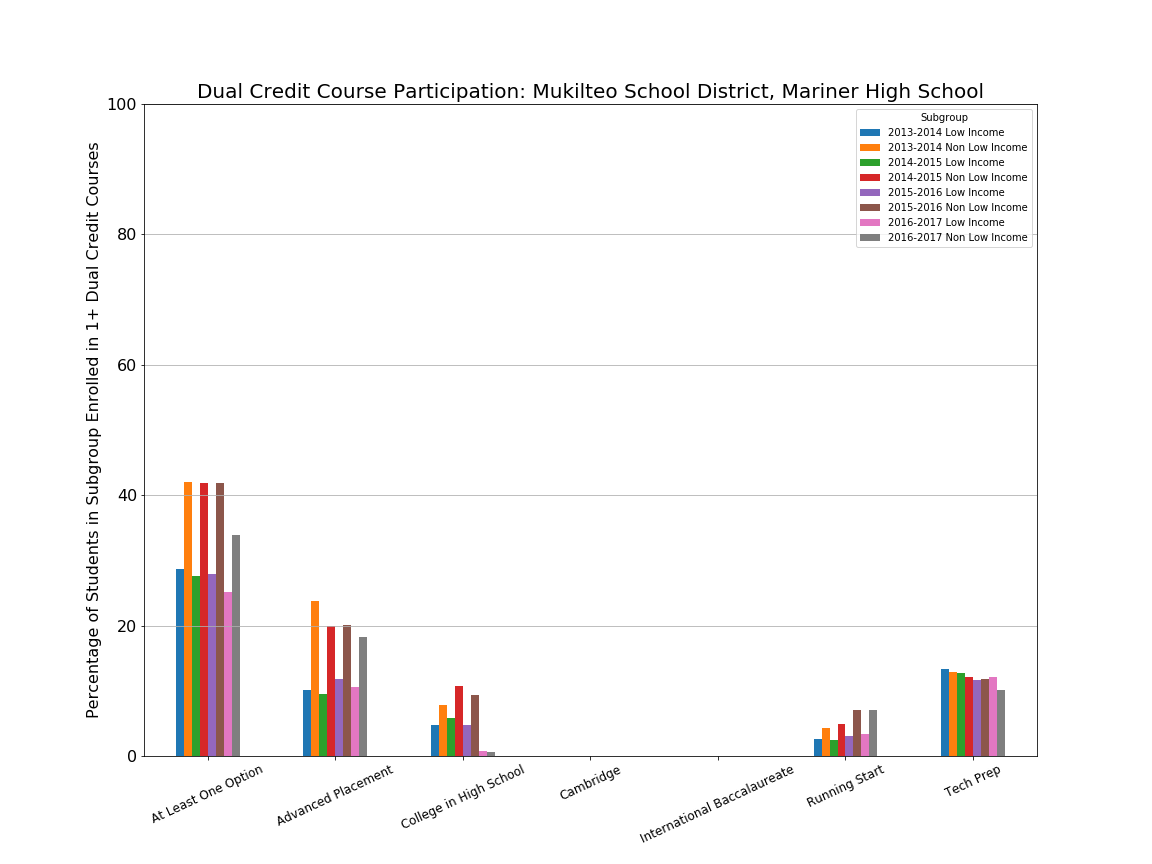 Dual Credit Course Participation: Mukilteo School District, Mariner High School
Percentage of Students in Subgroup Enrolled in 1+ Dual Credit Courses
100
80
60
40
20
0
Subgroup
2013-2014 Low Income
2013-2014 Non Low Income
2014-2015 Low Income
2014-2015 Non Low Income
2015-2016 Low Income
2015-2016 Non Low Income
2016-2017 Low Income
2016-2017 Non Low Income
At Least One Option
Advanced Placement
College in High School
Cambridge
International Baccalaureate
Running Start
Tech Prep